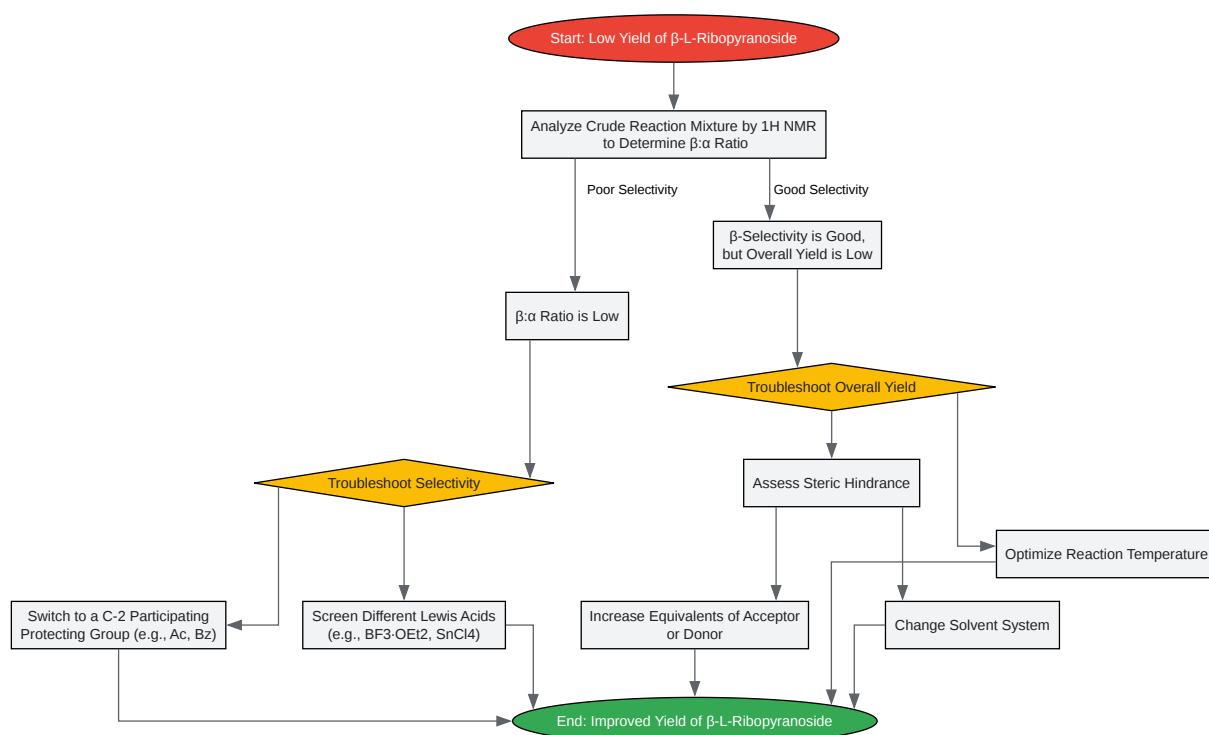 Start: Low Yield of β-L-Ribopyranoside
Analyze Crude Reaction Mixture by 1H NMR
to Determine β:α Ratio
Poor Selectivity
Good Selectivity
β-Selectivity is Good,
but Overall Yield is Low
β:α Ratio is Low
Troubleshoot Overall Yield
Troubleshoot Selectivity
Assess Steric Hindrance
Optimize Reaction Temperature
Switch to a C-2 Participating
Protecting Group (e.g., Ac, Bz)
Screen Different Lewis Acids
(e.g., BF3·OEt2, SnCl4)
Increase Equivalents of Acceptor
or Donor
Change Solvent System
End: Improved Yield of β-L-Ribopyranoside